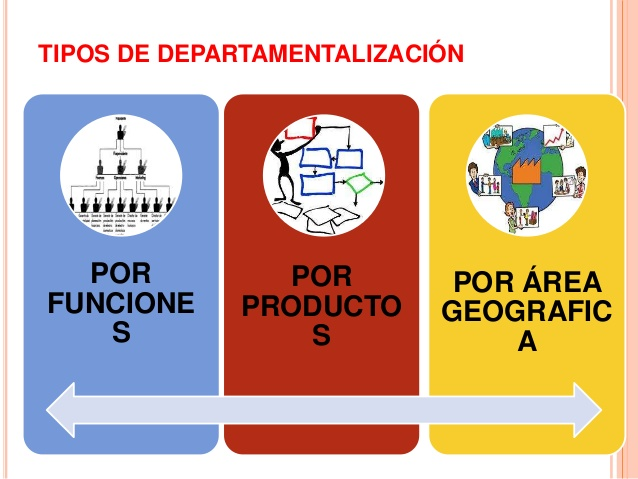 TIPOS DE DEPARTAMENTALIZACIÓN
POR
FUNCIONE
S
POR
PRODUCTO
S
POR ÁREA
GEOGRAFIC
A